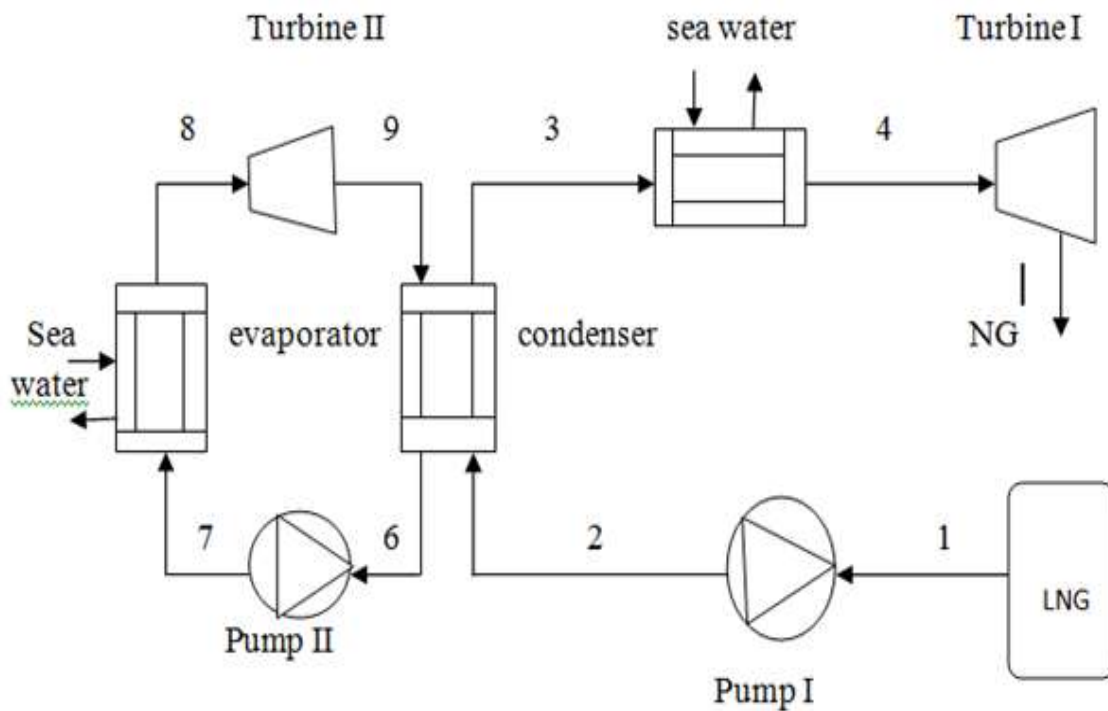 Turbine II
sea water
Turbine I
8
9
3
4
Sea
water
evaporator
condenser
NG
7
6
2
1
LNG
Pump II
Pump I